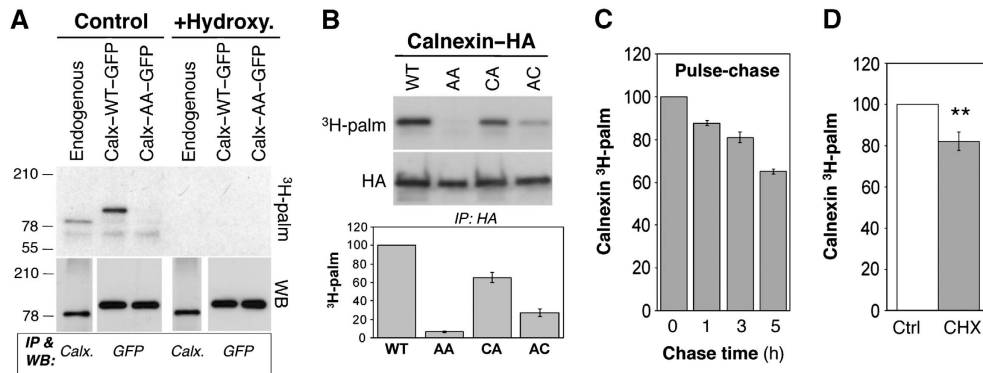 A
Control +Hydroxy.
Endogenous
Calx–WT–GFP
Calx–AA–GFP
Endogenous
Calx–WT–GFP
Calx–AA–GFP
210
78
55
³H-palm
210
78
WB
IP &
WB: Calx. GFP Calx. GFP
B
Calnexin–HA
WT AA CA AC
³H-palm
HA
IP: HA
³H-palm
120
100
80
60
40
20
0
WT AA CA AC
C
Pulse-chase
Calnexin ³H-palm
120
100
80
60
40
20
0
0 1 3 5
Chase time (h)
D
Calnexin ³H-palm
120
100
80
60
40
20
0
**
Ctrl CHX